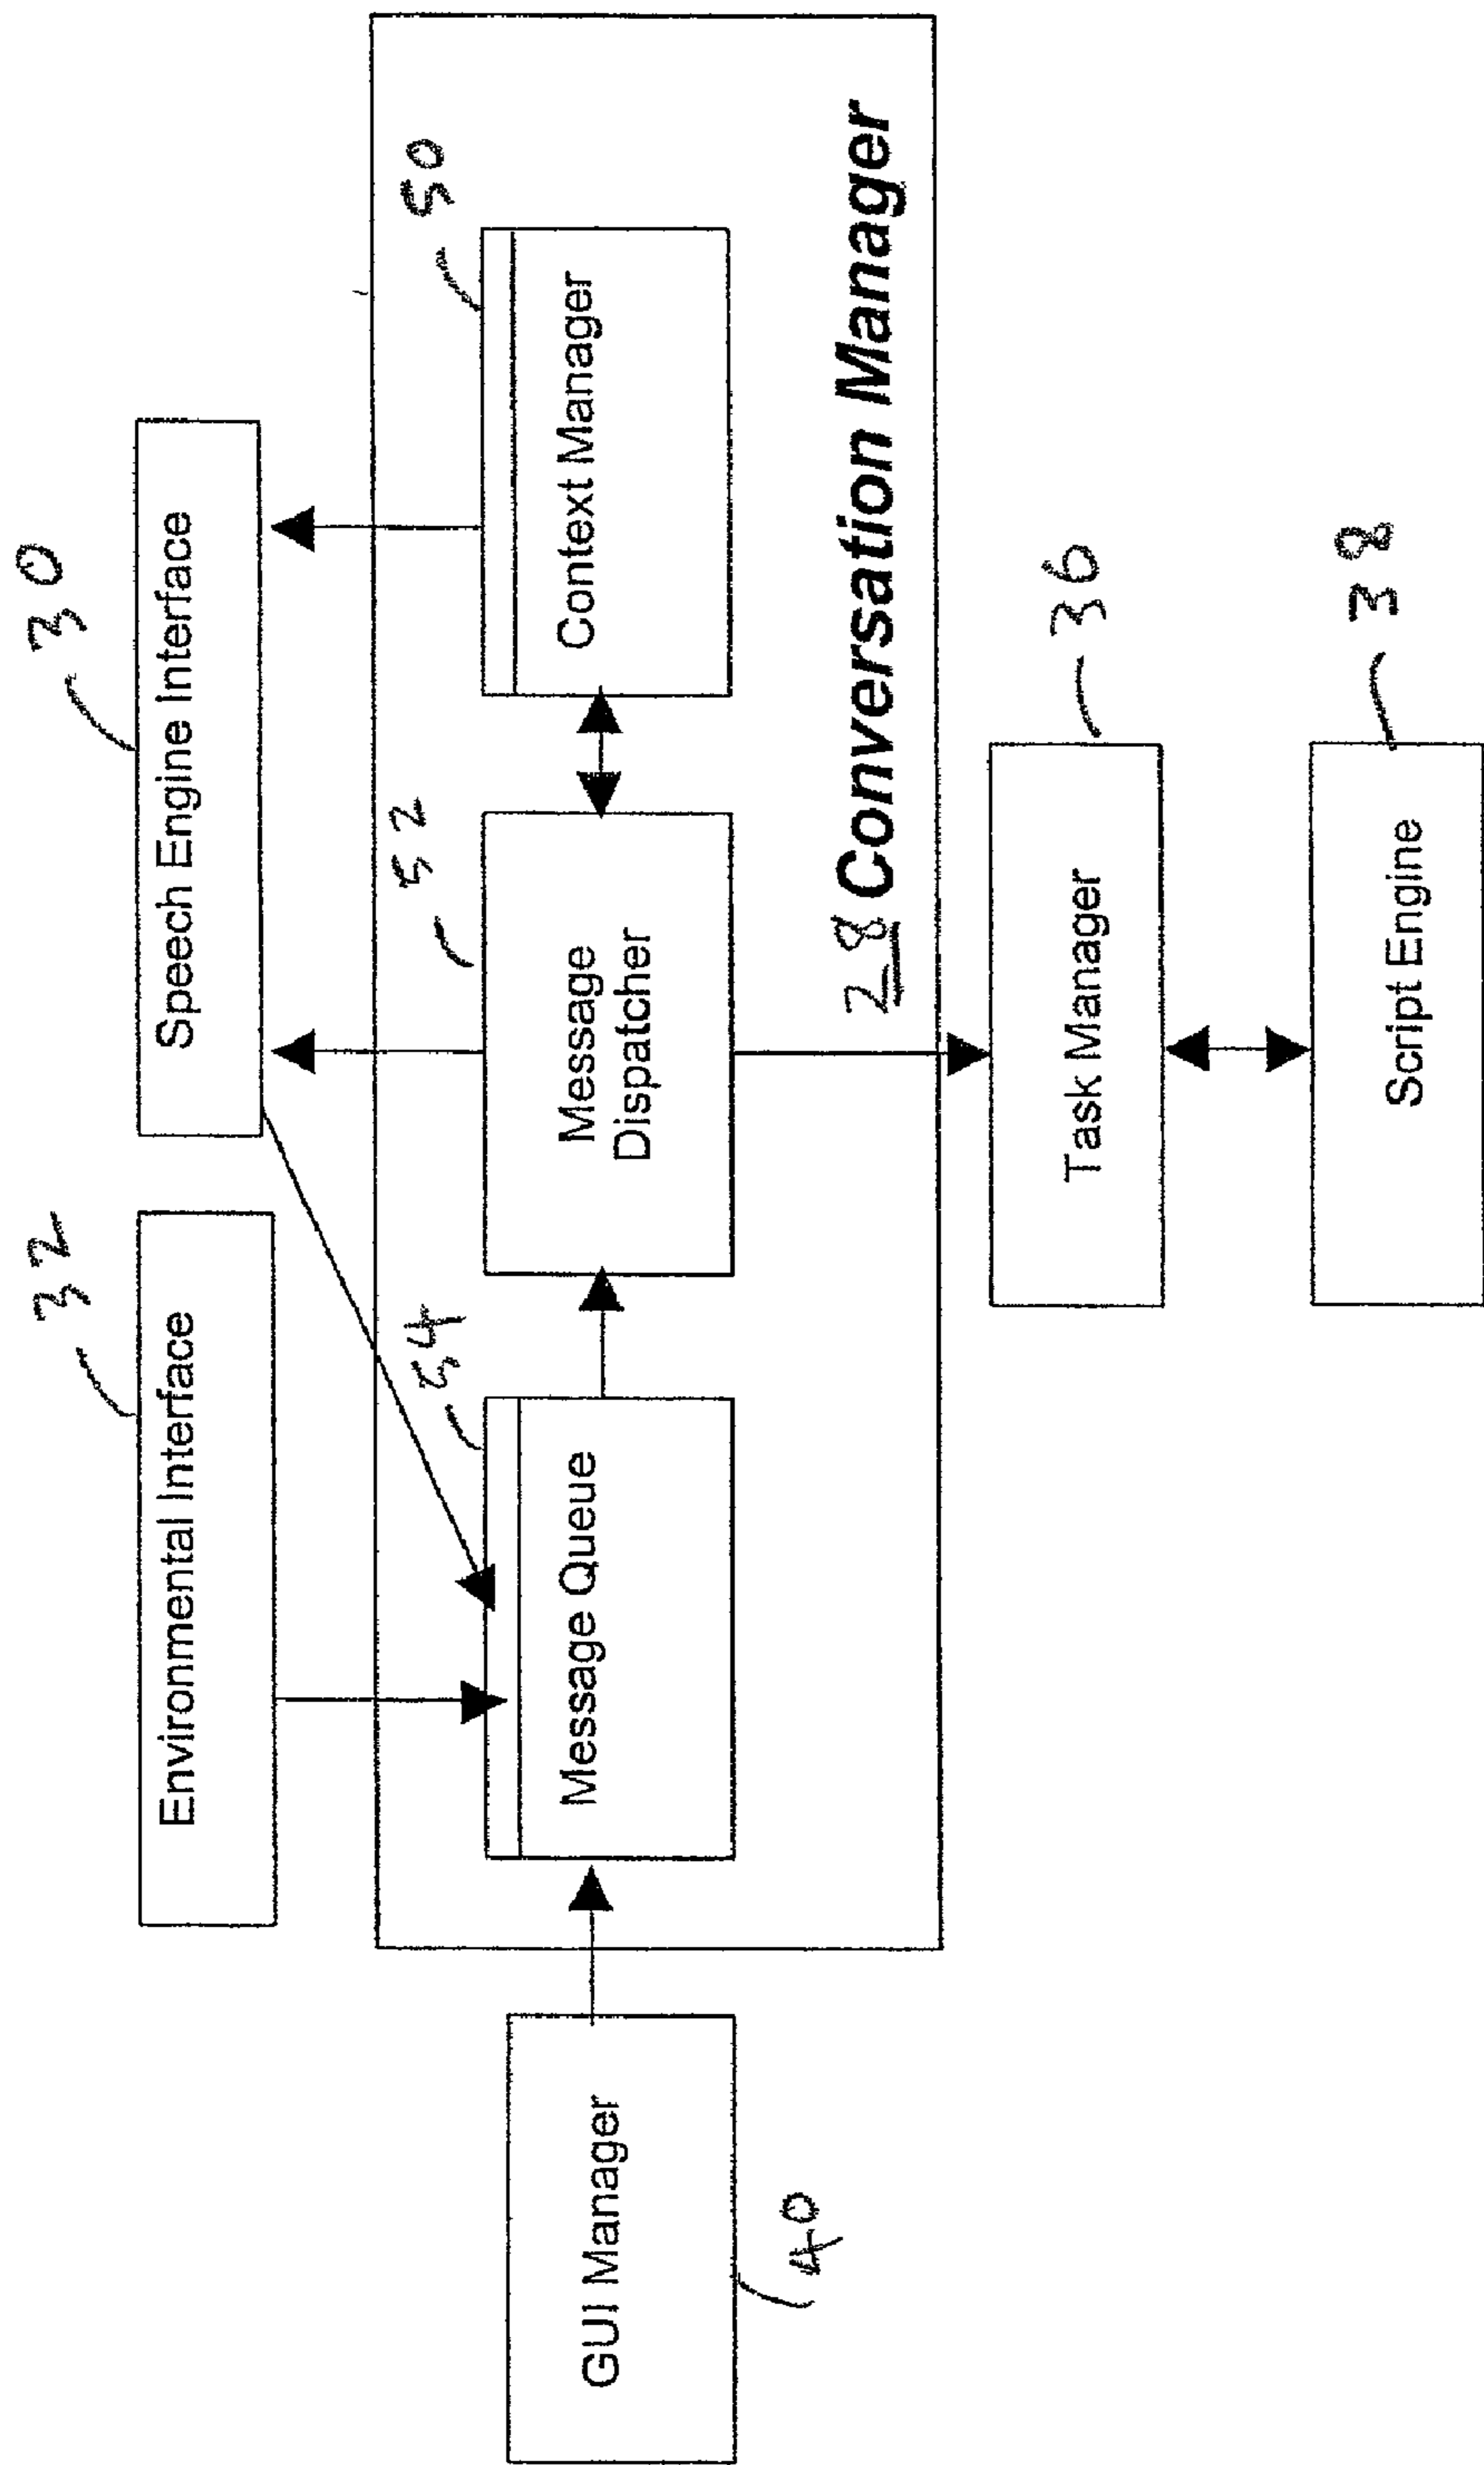 30
Speech Engine Interface
32
Environmental Interface
50
Context Manager
52
Message
Dispatcher
54
Message Queue
28 Conversation Manager
GUI Manager
40
Task Manager
36
Script Engine
38